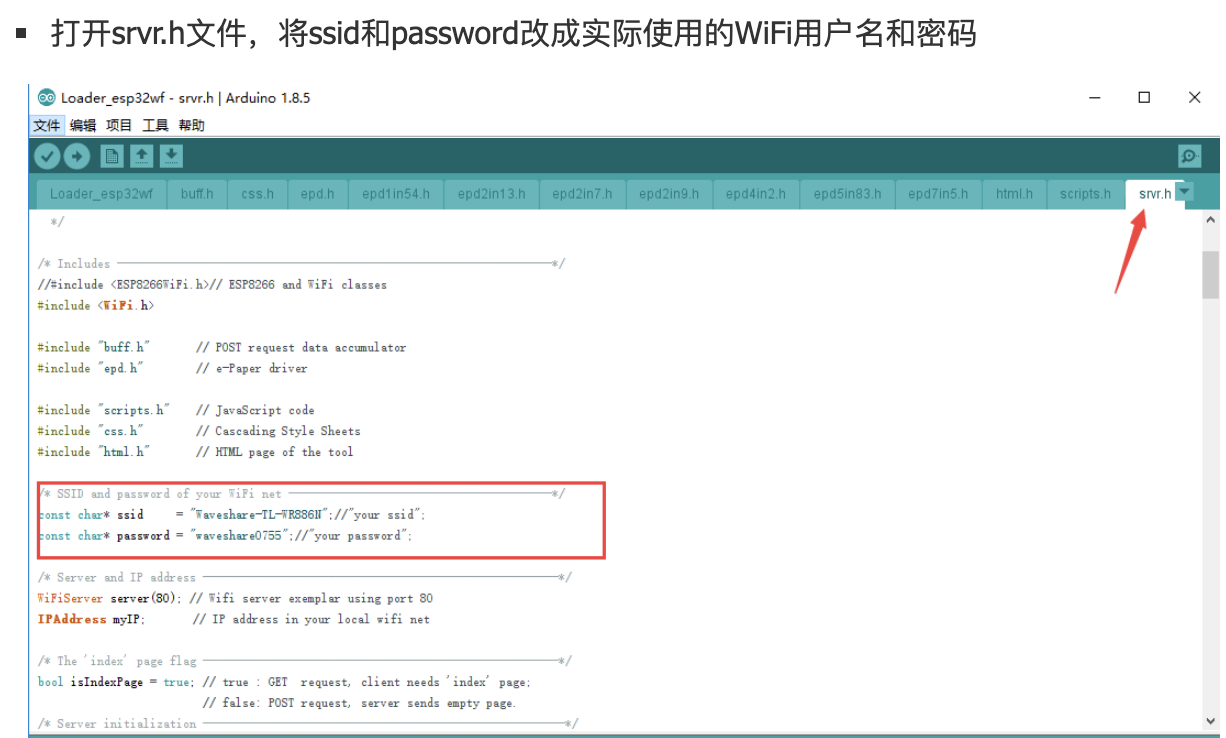 ▪ 打开srvr.h文件，将ssid和password改成实际使用的WiFi用户名和密码
Loader_esp32wf - srvr.h | Arduino 1.8.5
文件 编辑 项目 工具 帮助
Loader_esp32wf buff.h css.h epd.h epd1in54.h epd2in13.h epd2in7.h epd2in9.h epd4in2.h epd5in83.h epd7in5.h html.h scripts.h srvr.h
*/
/* Includes ------------------------------------------------------------------*/
//#include <ESP8266WiFi.h>// ESP8266 and WiFi classes
#include <WiFi.h>
#include "buff.h" // POST request data accumulator
#include "epd.h" // e-Paper driver
#include "scripts.h" // JavaScript code
#include "css.h" // Cascading Style Sheets
#include "html.h" // HTML page of the tool
/* SSID and password of your WiFi net ----------------------------------------*/
const char* ssid = "Waveshare-TL-WR886N";//"your ssid";
const char* password = "waveshare0755";//"your password";
/* Server and IP address ------------------------------------------------------*/
WiFiServer server(80); // Wifi server exemplar using port 80
IPAddress myIP; // IP address in your local wifi net
/* The 'index' page flag ------------------------------------------------------*/
bool isIndexPage = true; // true : GET request, client needs 'index' page;
// false: POST request, server sends empty page.
/* Server initialization -------------------------------------------------------*/